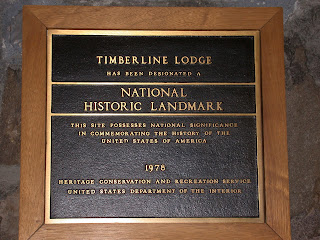 TIMBERLINE LODGE
HAS BEEN DESIGNATED A
NATIONAL
HISTORIC LANDMARK
THIS SITE POSSESSES NATIONAL SIGNIFICANCE
IN COMMEMORATING THE HISTORY OF THE
UNITED STATES OF AMERICA
1978
HERITAGE CONSERVATION AND RECREATION SERVICE
UNITED STATES DEPARTMENT OF THE INTERIOR